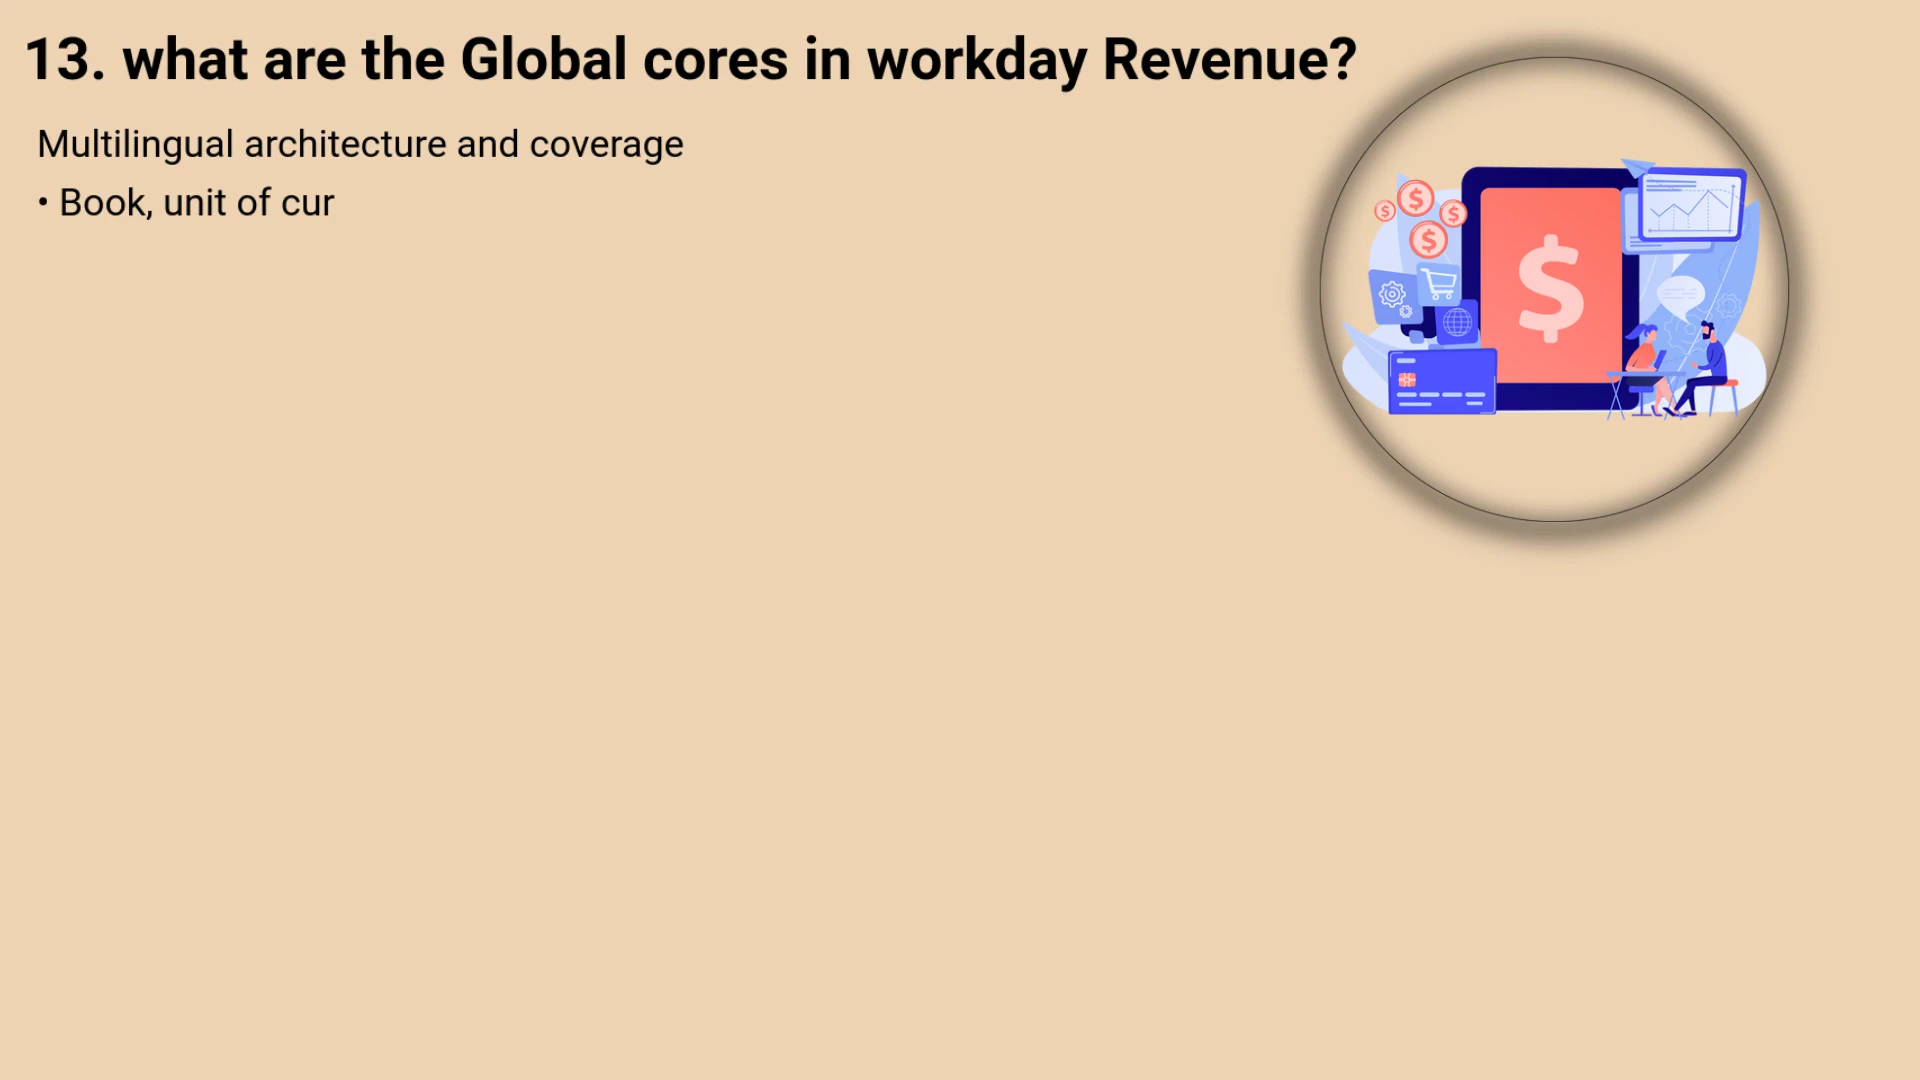 13. what are the Global cores in workday Revenue?
Multilingual architecture and coverage
• Book, unit of cur
$
$
$
$
$